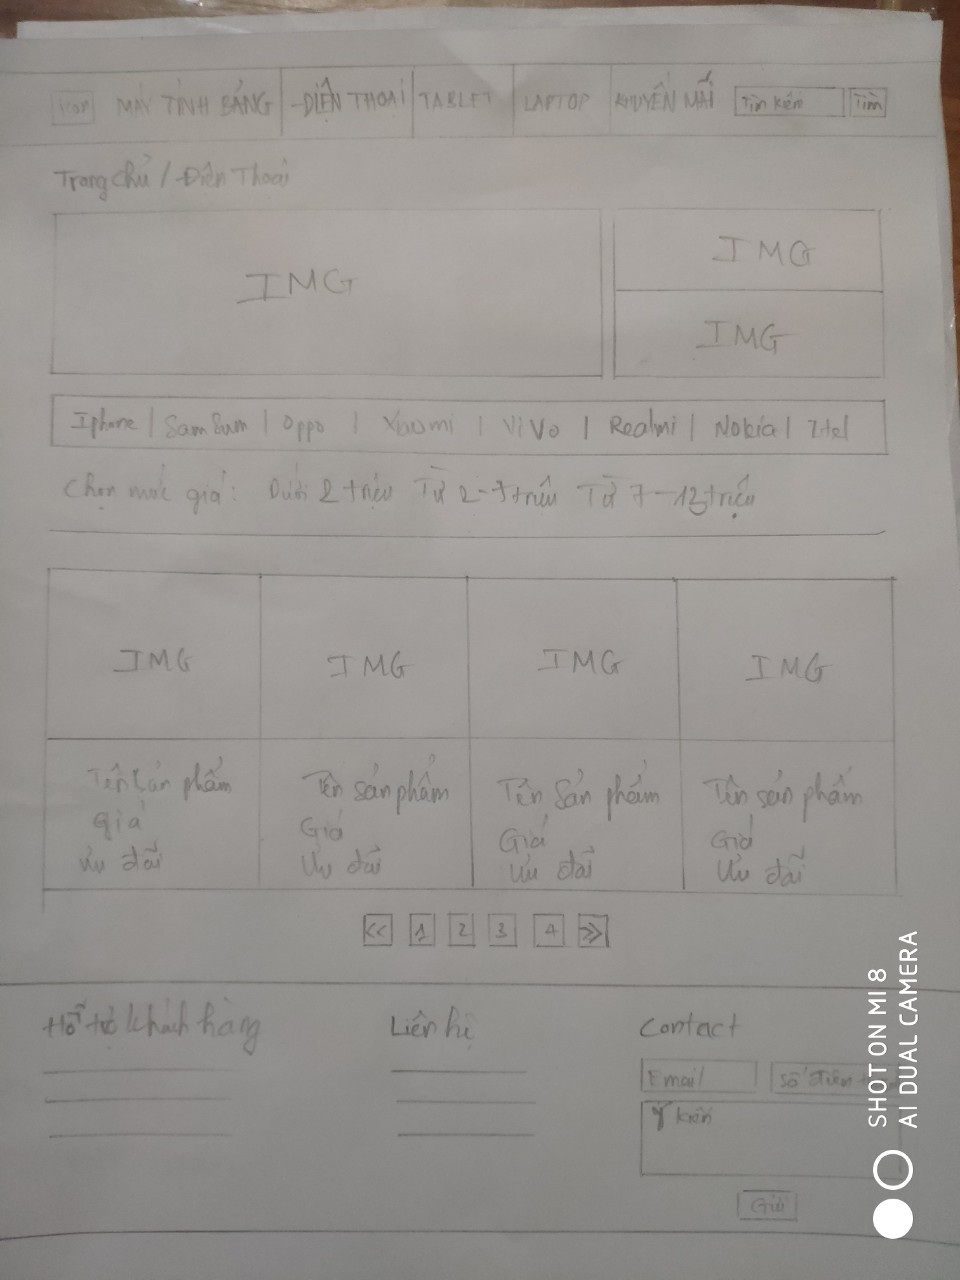 MÁY TÍNH BẢNG ĐIỆN THOẠI TABLET LAPTOP KHUYẾN MÃI Tìm kiếm Tìm
Trang chủ / Điện Thoại
IMG
IMG
IMG
Iphone | SamSum | Oppo | Xiaomi | ViVo | Realmi | Nokia | Itel
Chọn mức giá: Dưới 2 triệu Từ 2-7 triệu Từ 7-13 triệu
IMG IMG IMG IMG
Tên sản phẩm Tên sản phẩm Tên Sản phẩm Tên sản phẩm
giá Giá Giá Giá
Ưu đãi Ưu đãi Ưu đãi Ưu đãi
<< 1 2 3 4 >>
Hỗ trợ khách hàng Liên hệ Contact
Email Số điện
Ý kiến
Gửi
SHOT ON MI 8
AI DUAL CAMERA